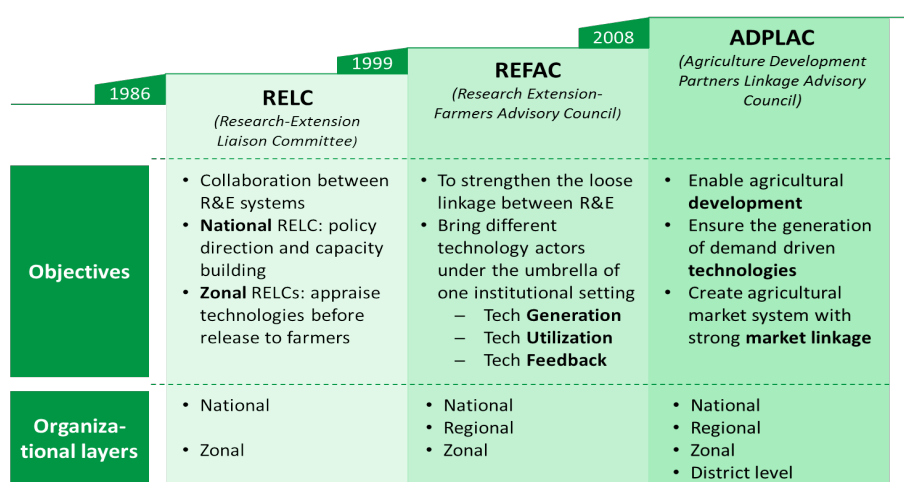 1986
RELC
(Research-Extension
Liaison Committee)
1999
REFAC
(Research Extension-
Farmers Advisory Council)
2008
ADPLAC
(Agriculture Development
Partners Linkage Advisory
Council)
Objectives
• Collaboration between
R&E systems
• National RELC: policy
direction and capacity
building
• Zonal RELCs: appraise
technologies before
release to farmers
• To strengthen the loose
linkage between R&E
• Bring different
technology actors
under the umbrella of
one institutional setting
– Tech Generation
– Tech Utilization
– Tech Feedback
• Enable agricultural
development
• Ensure the generation
of demand driven
technologies
• Create agricultural
market system with
strong market linkage
Organiza-
tional layers
• National
• Zonal
• National
• Regional
• Zonal
• National
• Regional
• Zonal
• District level